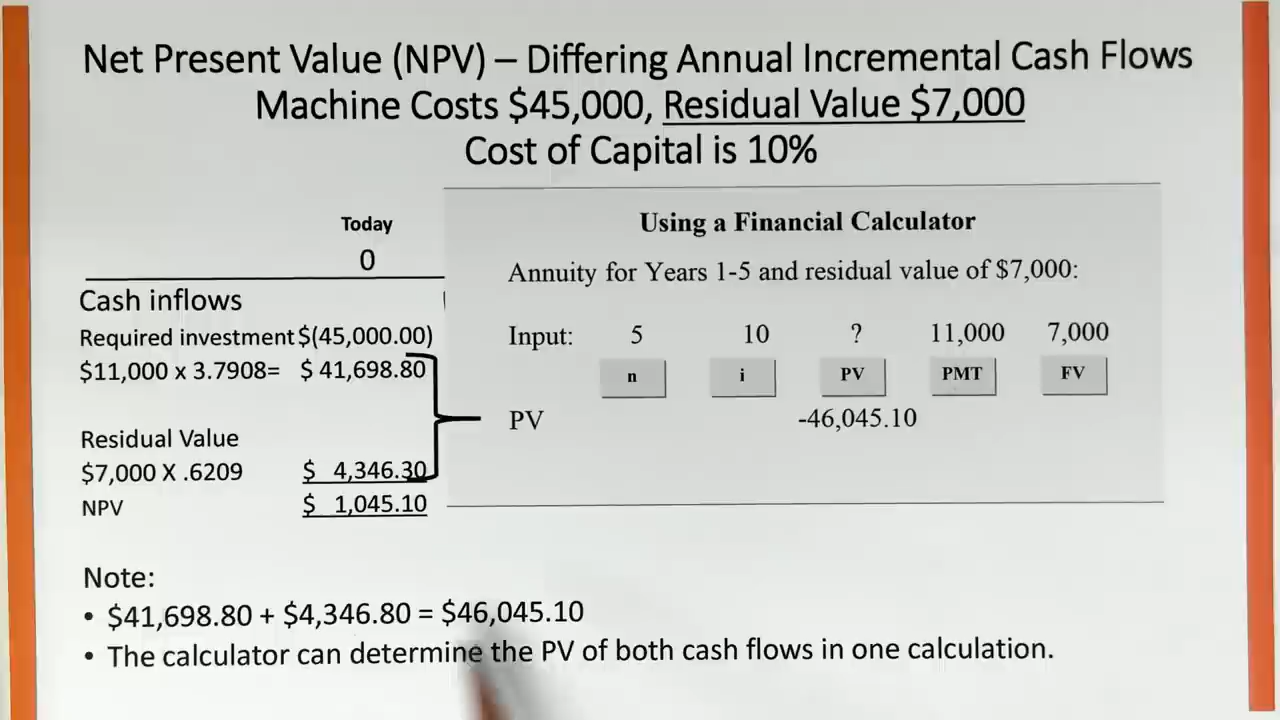 Net Present Value (NPV) – Differing Annual Incremental Cash Flows
Machine Costs $45,000, Residual Value $7,000
Cost of Capital is 10%
Today
0
Cash inflows
Required investment $(45,000.00)
$11,000 x 3.7908= $ 41,698.80
Residual Value
$7,000 X .6209 $ 4,346.30
NPV $ 1,045.10
Using a Financial Calculator
Annuity for Years 1-5 and residual value of $7,000:
Input: 5 10 ? 11,000 7,000
n i PV PMT FV
PV -46,045.10
Note:
• $41,698.80 + $4,346.80 = $46,045.10
• The calculator can determine the PV of both cash flows in one calculation.